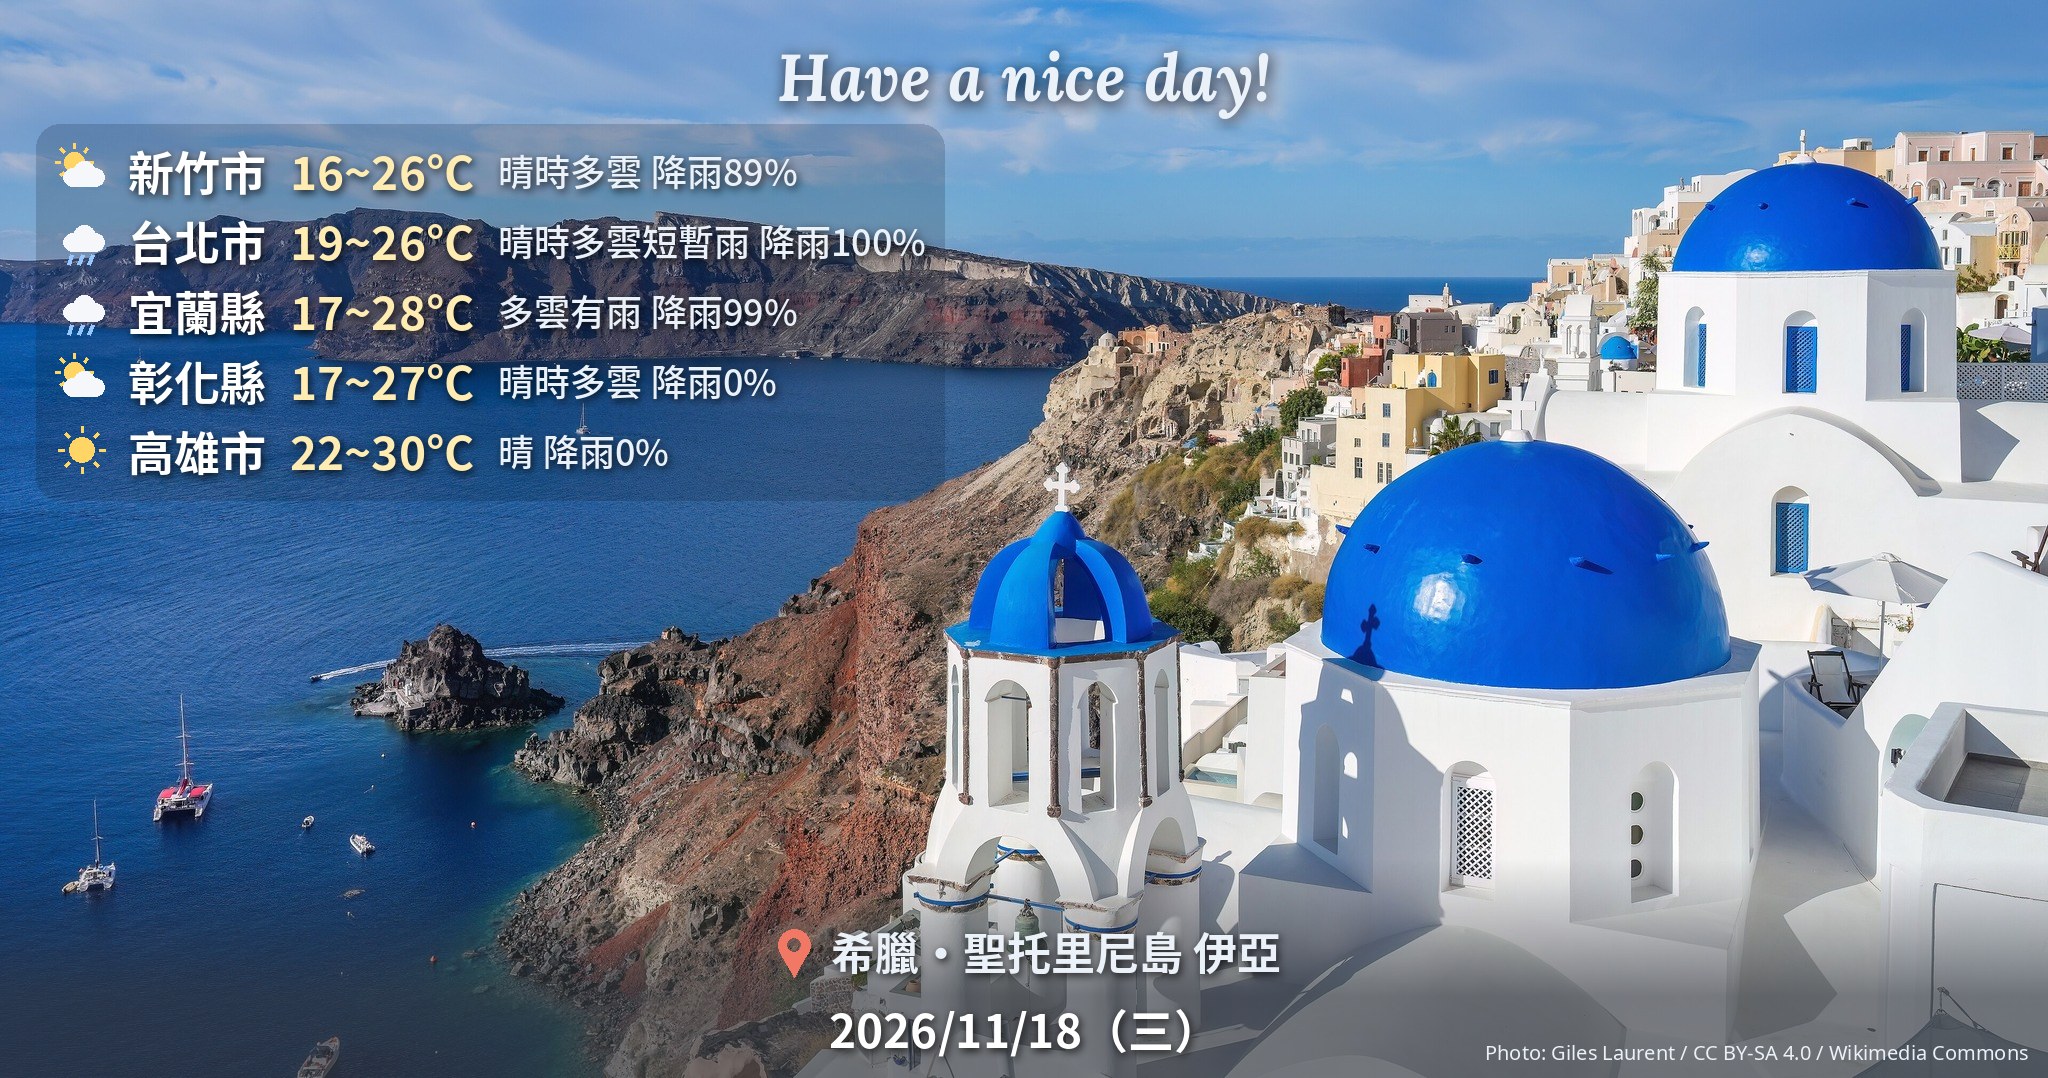 Have a nice day!
新竹市 16~26°C 晴時多雲 降雨89%
台北市 19~26°C 晴時多雲短暫雨 降雨100%
宜蘭縣 17~28°C 多雲有雨 降雨99%
彰化縣 17~27°C 晴時多雲 降雨0%
高雄市 22~30°C 晴 降雨0%
希臘・聖托里尼島 伊亞
2026/11/18（三）
Photo: Giles Laurent / CC BY-SA 4.0 / Wikimedia Commons